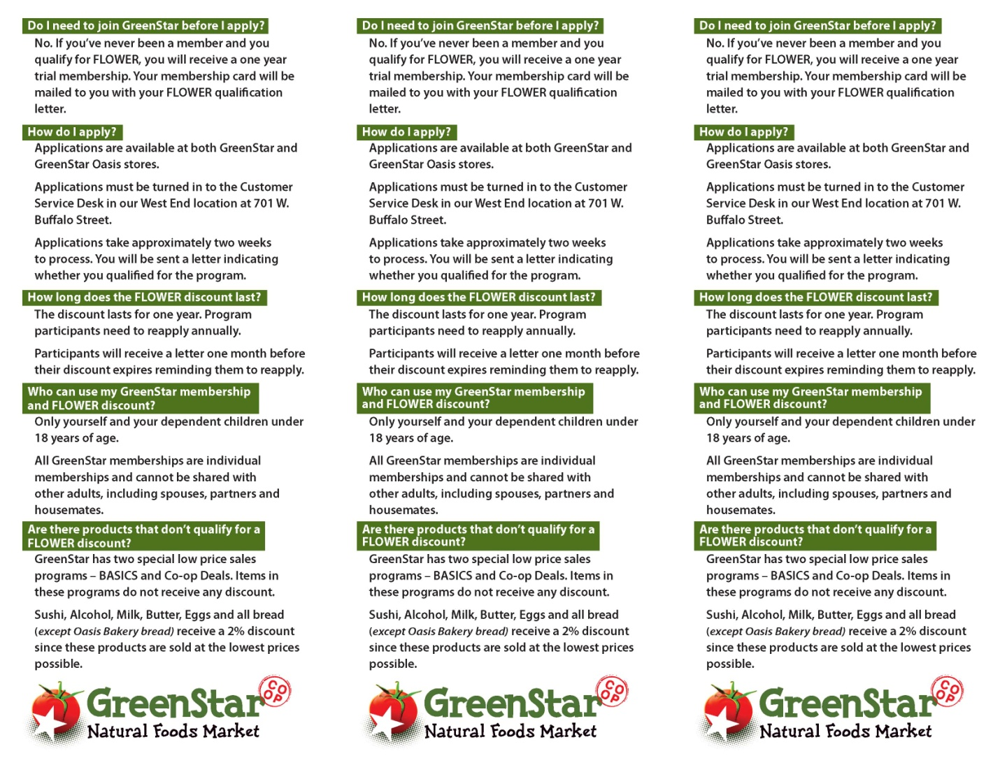 Do I need to join GreenStar before I apply?
No. If you’ve never been a member and you
qualify for FLOWER, you will receive a one year
trial membership. Your membership card will be
mailed to you with your FLOWER qualification
letter.
How do I apply?
Applications are available at both GreenStar and
GreenStar Oasis stores.
Applications must be turned in to the Customer
Service Desk in our West End location at 701 W.
Buffalo Street.
Applications take approximately two weeks
to process. You will be sent a letter indicating
whether you qualified for the program.
How long does the FLOWER discount last?
The discount lasts for one year. Program
participants need to reapply annually.
Participants will receive a letter one month before
their discount expires reminding them to reapply.
Who can use my GreenStar membership
and FLOWER discount?
Only yourself and your dependent children under
18 years of age.
All GreenStar memberships are individual
memberships and cannot be shared with
other adults, including spouses, partners and
housemates.
Are there products that don’t qualify for a
FLOWER discount?
GreenStar has two special low price sales
programs – BASICS and Co-op Deals. Items in
these programs do not receive any discount.
Sushi, Alcohol, Milk, Butter, Eggs and all bread
(except Oasis Bakery bread) receive a 2% discount
since these products are sold at the lowest prices
possible.
GreenStar
CO
OP
Natural Foods Market
Do I need to join GreenStar before I apply?
No. If you’ve never been a member and you
qualify for FLOWER, you will receive a one year
trial membership. Your membership card will be
mailed to you with your FLOWER qualification
letter.
How do I apply?
Applications are available at both GreenStar and
GreenStar Oasis stores.
Applications must be turned in to the Customer
Service Desk in our West End location at 701 W.
Buffalo Street.
Applications take approximately two weeks
to process. You will be sent a letter indicating
whether you qualified for the program.
How long does the FLOWER discount last?
The discount lasts for one year. Program
participants need to reapply annually.
Participants will receive a letter one month before
their discount expires reminding them to reapply.
Who can use my GreenStar membership
and FLOWER discount?
Only yourself and your dependent children under
18 years of age.
All GreenStar memberships are individual
memberships and cannot be shared with
other adults, including spouses, partners and
housemates.
Are there products that don’t qualify for a
FLOWER discount?
GreenStar has two special low price sales
programs – BASICS and Co-op Deals. Items in
these programs do not receive any discount.
Sushi, Alcohol, Milk, Butter, Eggs and all bread
(except Oasis Bakery bread) receive a 2% discount
since these products are sold at the lowest prices
possible.
GreenStar
CO
OP
Natural Foods Market
Do I need to join GreenStar before I apply?
No. If you’ve never been a member and you
qualify for FLOWER, you will receive a one year
trial membership. Your membership card will be
mailed to you with your FLOWER qualification
letter.
How do I apply?
Applications are available at both GreenStar and
GreenStar Oasis stores.
Applications must be turned in to the Customer
Service Desk in our West End location at 701 W.
Buffalo Street.
Applications take approximately two weeks
to process. You will be sent a letter indicating
whether you qualified for the program.
How long does the FLOWER discount last?
The discount lasts for one year. Program
participants need to reapply annually.
Participants will receive a letter one month before
their discount expires reminding them to reapply.
Who can use my GreenStar membership
and FLOWER discount?
Only yourself and your dependent children under
18 years of age.
All GreenStar memberships are individual
memberships and cannot be shared with
other adults, including spouses, partners and
housemates.
Are there products that don’t qualify for a
FLOWER discount?
GreenStar has two special low price sales
programs – BASICS and Co-op Deals. Items in
these programs do not receive any discount.
Sushi, Alcohol, Milk, Butter, Eggs and all bread
(except Oasis Bakery bread) receive a 2% discount
since these products are sold at the lowest prices
possible.
GreenStar
CO
OP
Natural Foods Market